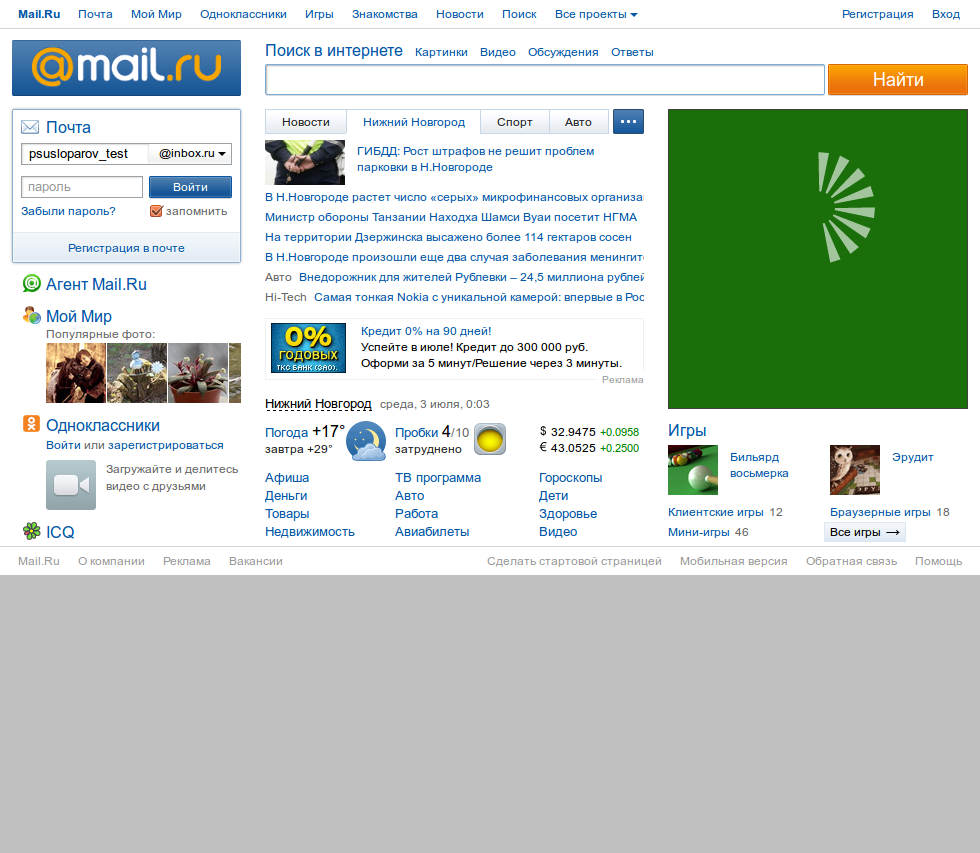 Mail.Ru Почта Мой Мир Одноклассники Игры Знакомства Новости Поиск Все проекты Регистрация Вход
@mail.ru
Поиск в интернете Картинки Видео Обсуждения Ответы
Найти
Почта
psusloparov_test @inbox.ru
пароль Войти
Забыли пароль? запомнить
Регистрация в почте
Агент Mail.Ru
Мой Мир
Популярные фото:
Одноклассники
Войти или зарегистрироваться
Загружайте и делитесь
видео с друзьями
ICQ
Новости Нижний Новгород Спорт Авто ...
ГИБДД: Рост штрафов не решит проблем
парковки в Н.Новгороде
В Н.Новгороде растет число «серых» микрофинансовых организа
Министр обороны Танзании Находха Шамси Вуаи посетит НГМА
На территории Дзержинска высажено более 114 гектаров сосен
В Н.Новгороде произошли еще два случая заболевания менингит
Авто Внедорожник для жителей Рублевки – 24,5 миллиона рублей
Hi-Tech Самая тонкая Nokia с уникальной камерой: впервые в Рос
0%
ГОДОВЫХ
ТКС БАНК (ЗАО).
Кредит 0% на 90 дней!
Успейте в июле! Кредит до 300 000 руб.
Оформи за 5 минут/Решение через 3 минуты.
Реклама
Нижний Новгород среда, 3 июля, 0:03
Погода +17° Пробки 4/10 $ 32.9475 +0.0958
завтра +29° затруднено € 43.0525 +0.2500
Афиша ТВ программа Гороскопы
Деньги Авто Дети
Товары Работа Здоровье
Недвижимость Авиабилеты Видео
Игры
Бильярд
восьмерка
Эрудит
Клиентские игры 12 Браузерные игры 18
Мини-игры 46 Все игры →
Mail.Ru О компании Реклама Вакансии Сделать стартовой страницей Мобильная версия Обратная связь Помощь